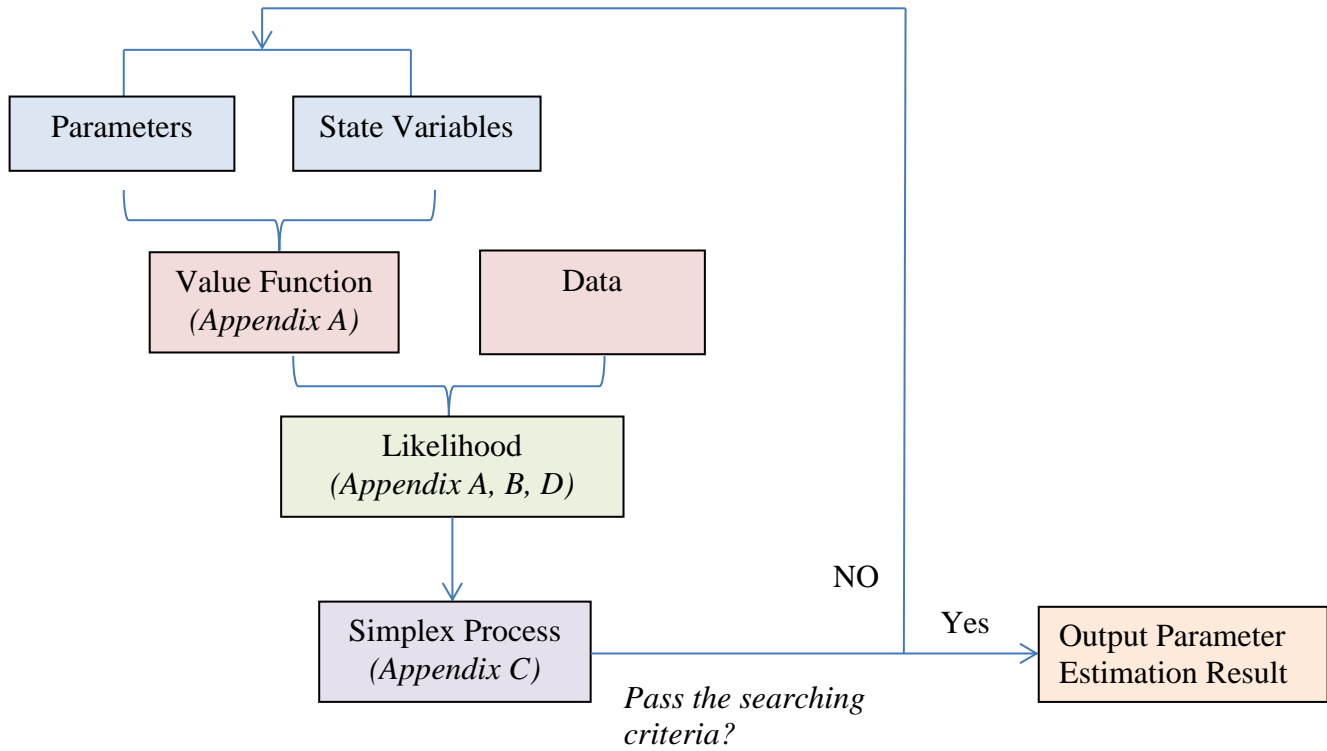 Parameters
State Variables
Value Function
(Appendix A)
Data
Likelihood
(Appendix A, B, D)
NO
Simplex Process
(Appendix C)
Yes
Output Parameter
Estimation Result
Pass the searching
criteria?